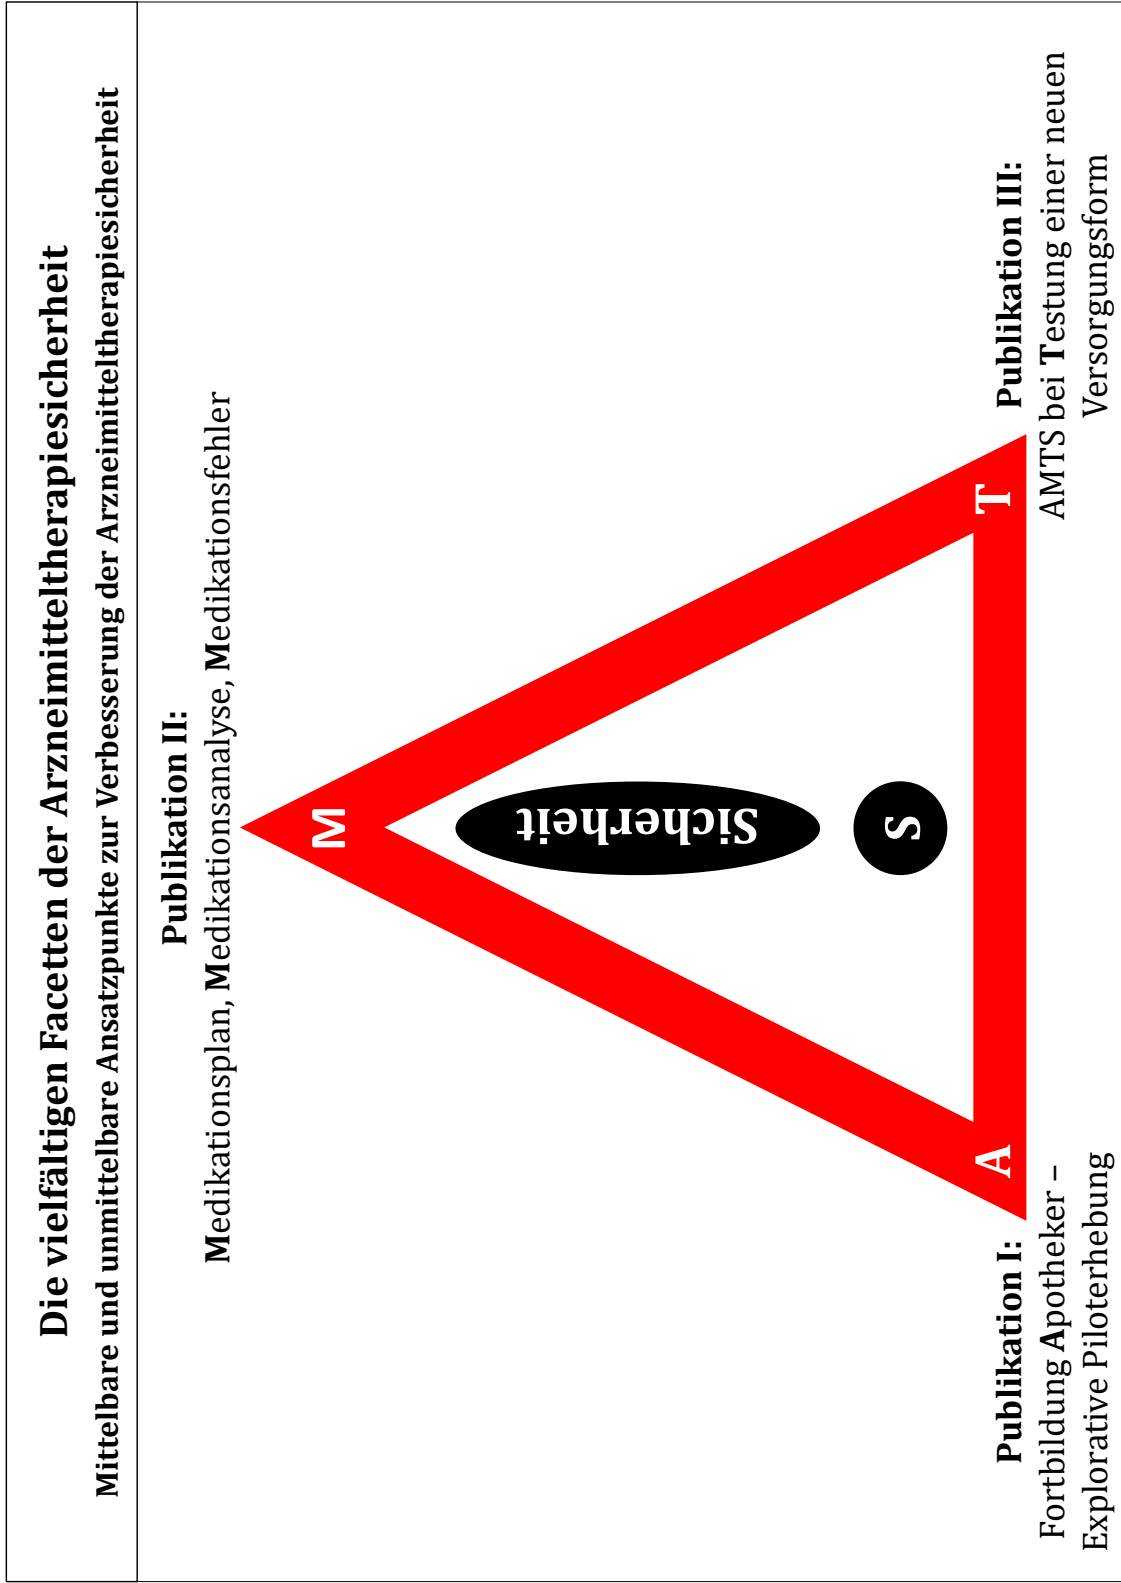 Die vielfältigen Facetten der Arzneimitteltherapiesicherheit
Mittelbare und unmittelbare Ansatzpunkte zur Verbesserung der Arzneimitteltherapiesicherheit
Publikation II:
Medikationsplan, Medikationsanalyse, Medikationsfehler
M
Sicherheit
S
A
T
Publikation I:
Fortbildung Apotheker –
Explorative Piloterhebung
Publikation III:
AMTS bei Testung einer neuen
Versorgungsform